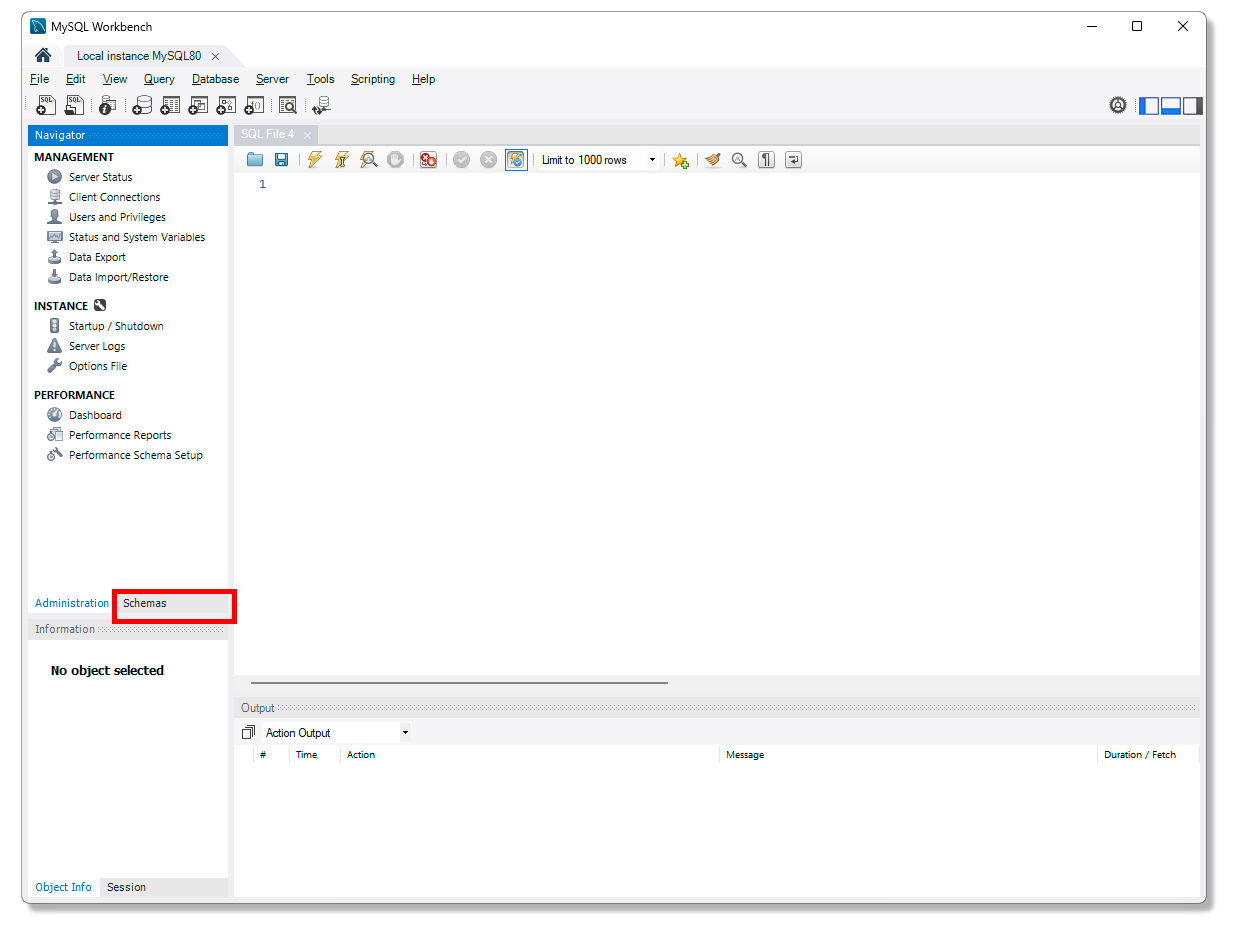 MySQL Workbench
Local instance MySQL80
File Edit View Query Database Server Tools Scripting Help
Navigator
MANAGEMENT
Server Status
Client Connections
Users and Privileges
Status and System Variables
Data Export
Data Import/Restore
INSTANCE
Startup / Shutdown
Server Logs
Options File
PERFORMANCE
Dashboard
Performance Reports
Performance Schema Setup
Administration Schemas
Information
No object selected
Object Info Session
SQL File 4
Limit to 1000 rows
1
Output
Action Output
# Time Action Message Duration / Fetch